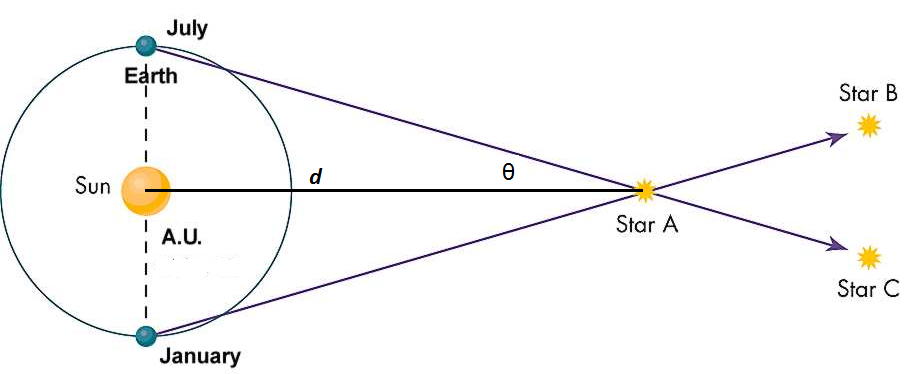 July
Earth
Star B
d
θ
Sun
Star A
A.U.
Star C
January